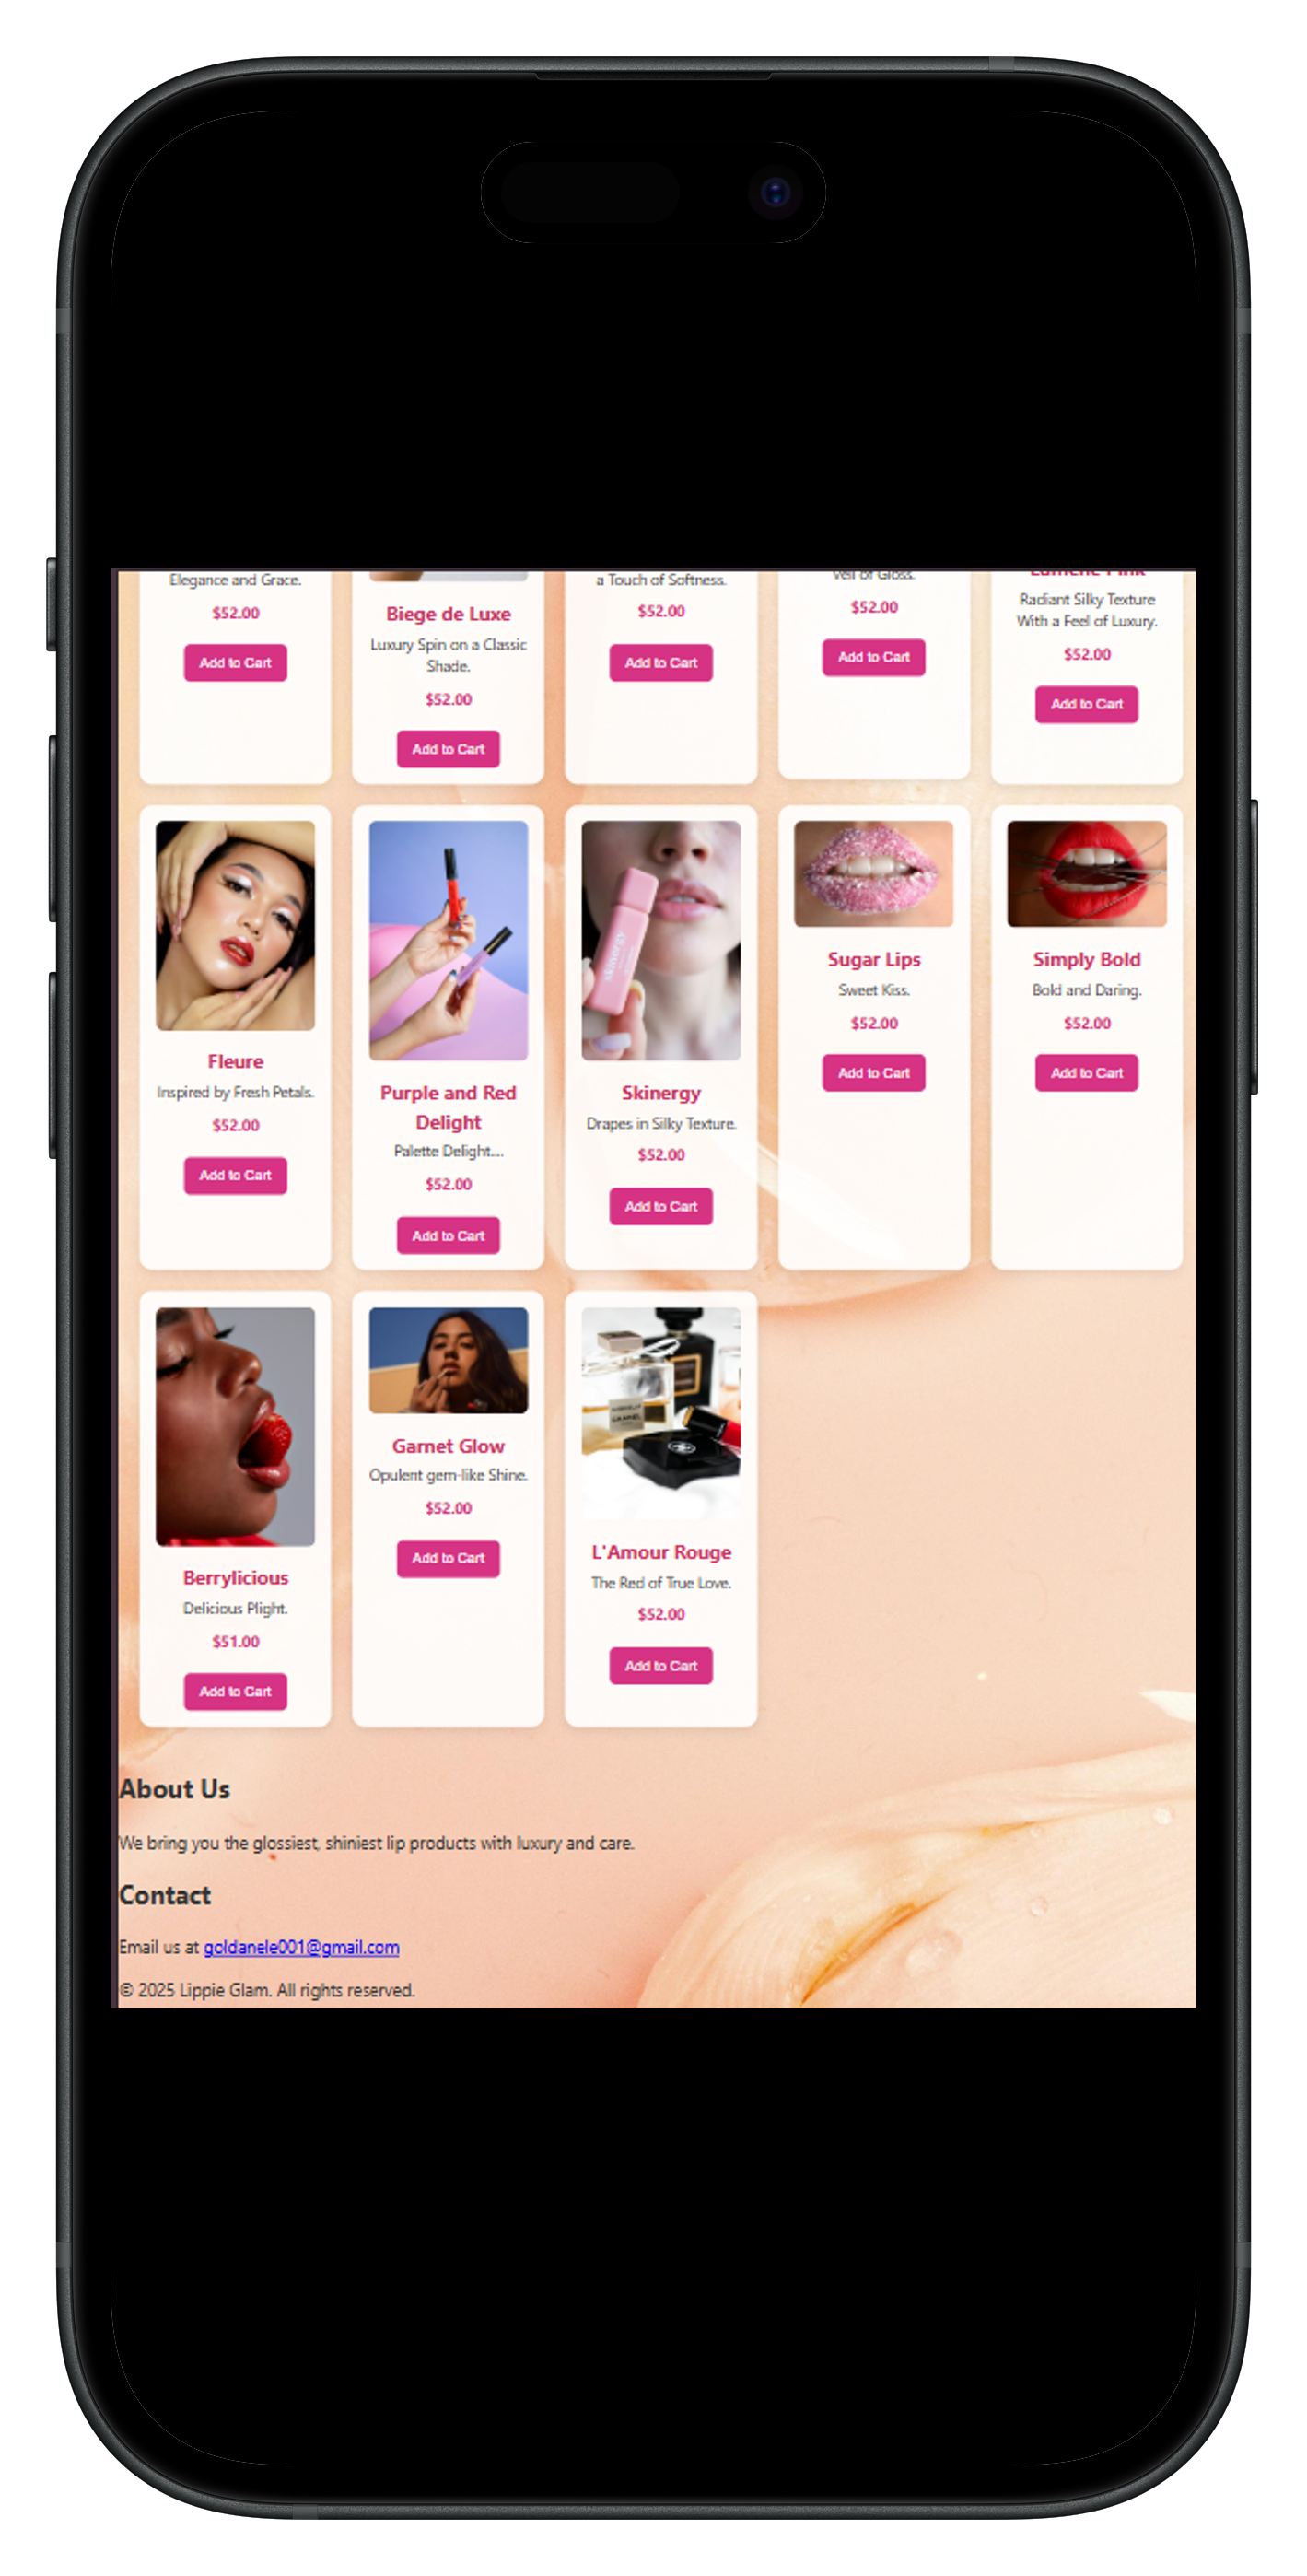 Elegance and Grace.
$52.00
Add to Cart
Biege de Luxe
Luxury Spin on a Classic
Shade.
$52.00
Add to Cart
a Touch of Softness.
$52.00
Add to Cart
Veil of Gloss.
$52.00
Add to Cart
Radiant Silky Texture
With a Feel of Luxury.
$52.00
Add to Cart
Fleure
Inspired by Fresh Petals.
$52.00
Add to Cart
Purple and Red
Delight
Palette Delight...
$52.00
Add to Cart
skinergy
Skinergy
Drapes in Silky Texture.
$52.00
Add to Cart
Sugar Lips
Sweet Kiss.
$52.00
Add to Cart
Simply Bold
Bold and Daring.
$52.00
Add to Cart
Berrylicious
Delicious Plight.
$51.00
Add to Cart
Garnet Glow
Opulent gem-like Shine.
$52.00
Add to Cart
L'Amour Rouge
The Red of True Love.
$52.00
Add to Cart
About Us
We bring you the glossiest, shiniest lip products with luxury and care.
Contact
Email us at goldanele001@gmail.com
© 2025 Lippie Glam. All rights reserved.